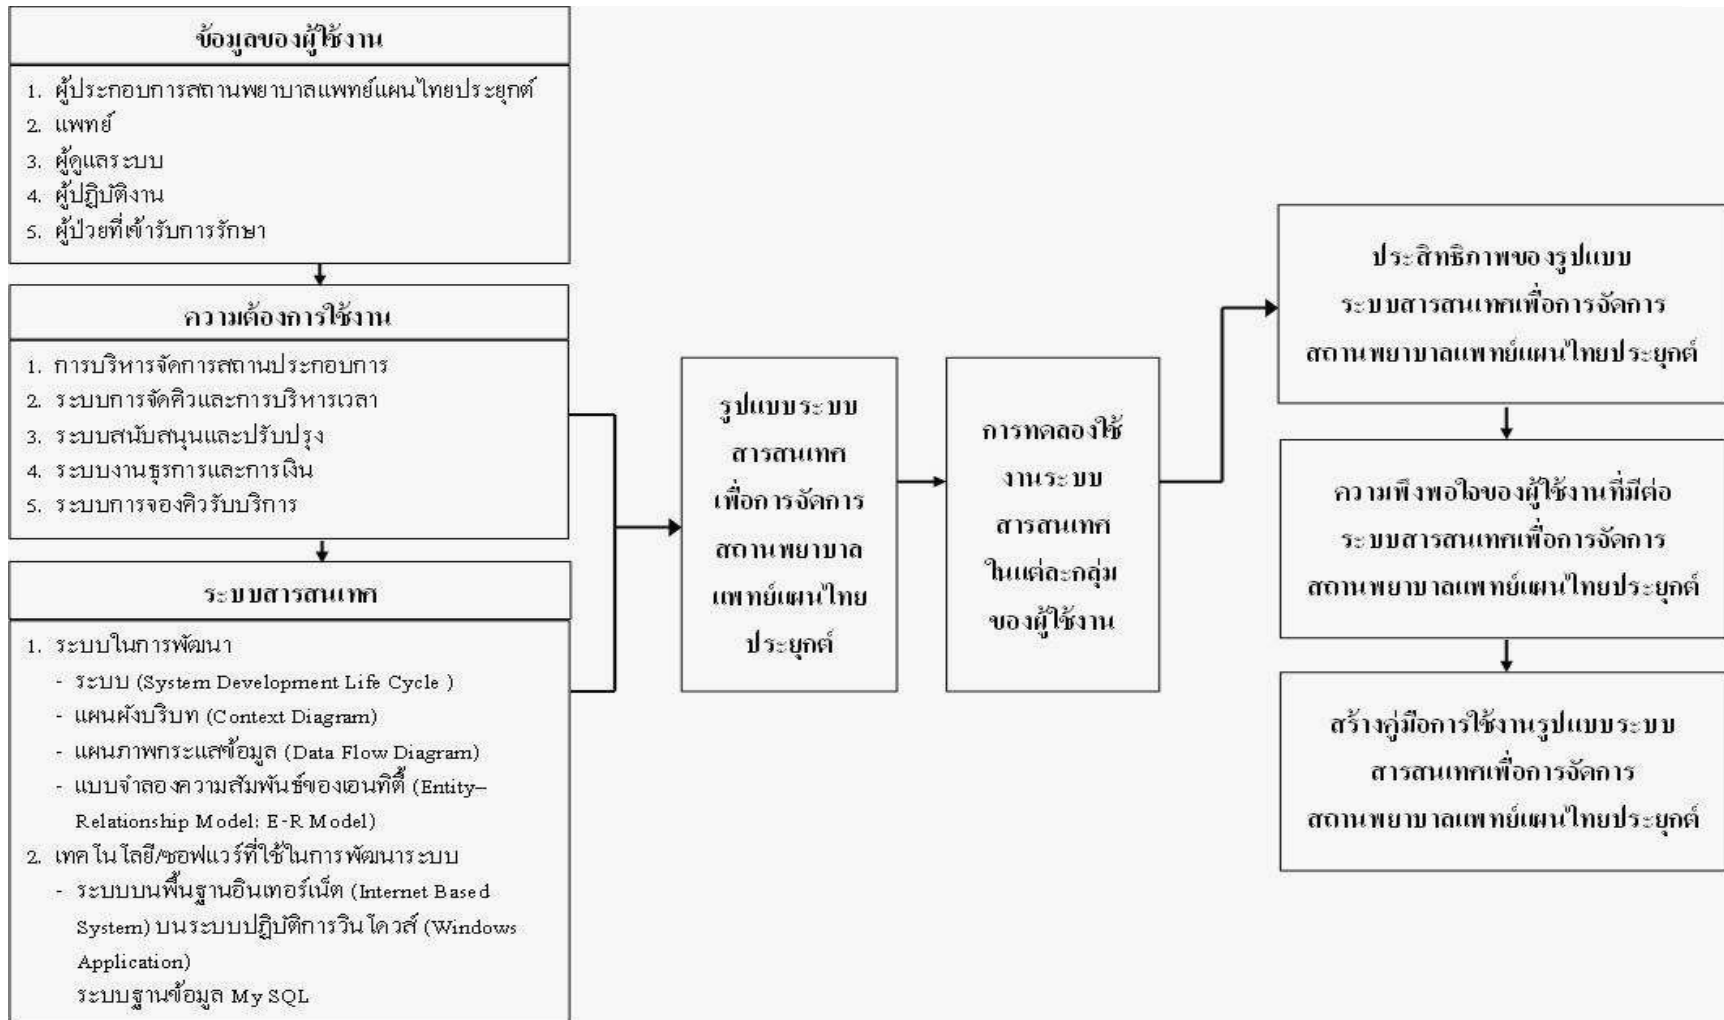 ข้อมูลของผู้ใช้งาน
1. ผู้ประกอบการสถานพยาบาลแพทย์แผนไทยประยุกต์
2. แพทย์
3. ผู้ดูแลระบบ
4. ผู้ปฏิบัติงาน
5. ผู้ป่วยที่เข้ารับการรักษา
ความต้องการใช้งาน
1. การบริหารจัดการสถานประกอบการ
2. ระบบการจัดคิวและการบริหารเวลา
3. ระบบสนับสนุนและปรับปรุง
4. ระบบงานธุรการและการเงิน
5. ระบบการจองคิวรับบริการ
ระบบสารสนเทศ
1. ระบบในการพัฒนา
- ระบบ (System Development Life Cycle )
- แผนผังบริบท (Context Diagram)
- แผนภาพกระแสข้อมูล (Data Flow Diagram)
- แบบจำลองความสัมพันธ์ของเอนทิตี้ (Entity–
Relationship Model: E-R Model)
2. เทคโนโลยี/ซอฟแวร์ที่ใช้ในการพัฒนาระบบ
- ระบบบนพื้นฐานอินเทอร์เน็ต (Internet Based
System) บนระบบปฏิบัติการวินโดวส์ (Windows
Application)
ระบบฐานข้อมูล My SQL
รูปแบบระบบ
สารสนเทศ
เพื่อการจัดการ
สถานพยาบาล
แพทย์แผนไทย
ประยุกต์
การทดลองใช้
งานระบบ
สารสนเทศ
ในแต่ละกลุ่ม
ของผู้ใช้งาน
ประสิทธิภาพของรูปแบบ
ระบบสารสนเทศเพื่อการจัดการ
สถานพยาบาลแพทย์แผนไทยประยุกต์
ความพึงพอใจของผู้ใช้งานที่มีต่อ
ระบบสารสนเทศเพื่อการจัดการ
สถานพยาบาลแพทย์แผนไทยประยุกต์
สร้างคู่มือการใช้งานรูปแบบระบบ
สารสนเทศเพื่อการจัดการ
สถานพยาบาลแพทย์แผนไทยประยุกต์